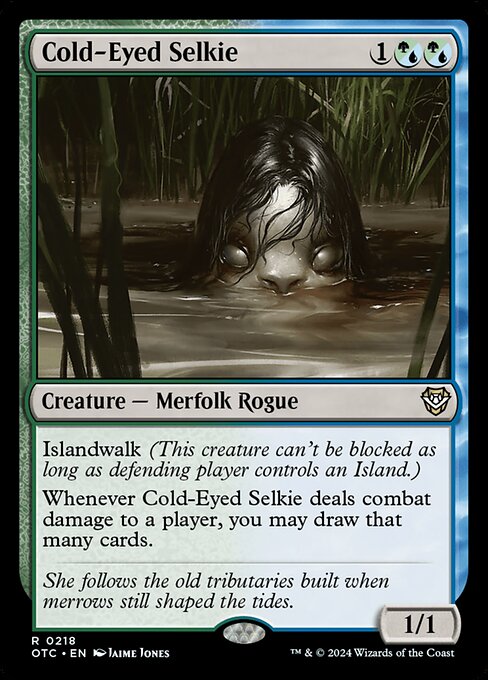 Cold-Eyed Selkie 1
Creature — Merfolk Rogue
Islandwalk (This creature can't be blocked as
long as defending player controls an Island.)
Whenever Cold-Eyed Selkie deals combat
damage to a player, you may draw that
many cards.
She follows the old tributaries built when
merrows still shaped the tides.
1/1
R 0218
OTC • EN Jaime Jones
™ & © 2024 Wizards of the Coast